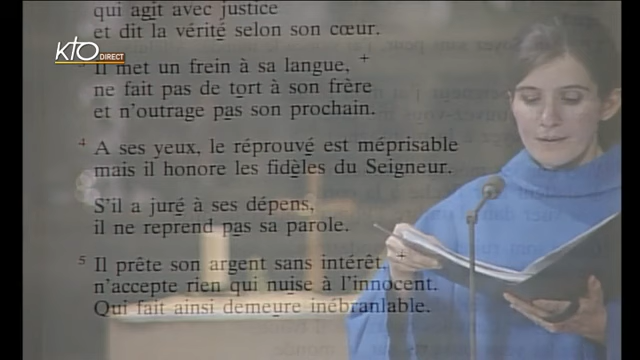 qui agit avec justice
et dit la vérité selon son cœur.
KTO
DIRECT
Il met un frein à sa langue, +
ne fait pas de tort à son frère
et n'outrage pas son prochain.
4 A ses yeux, le réprouvé est méprisable
mais il honore les fidèles du Seigneur.
S'il a juré à ses dépens,
il ne reprend pas sa parole.
5 Il prête son argent sans intérêt, +
n'accepte rien qui nuise à l'innocent.
Qui fait ainsi demeure inébranlable.